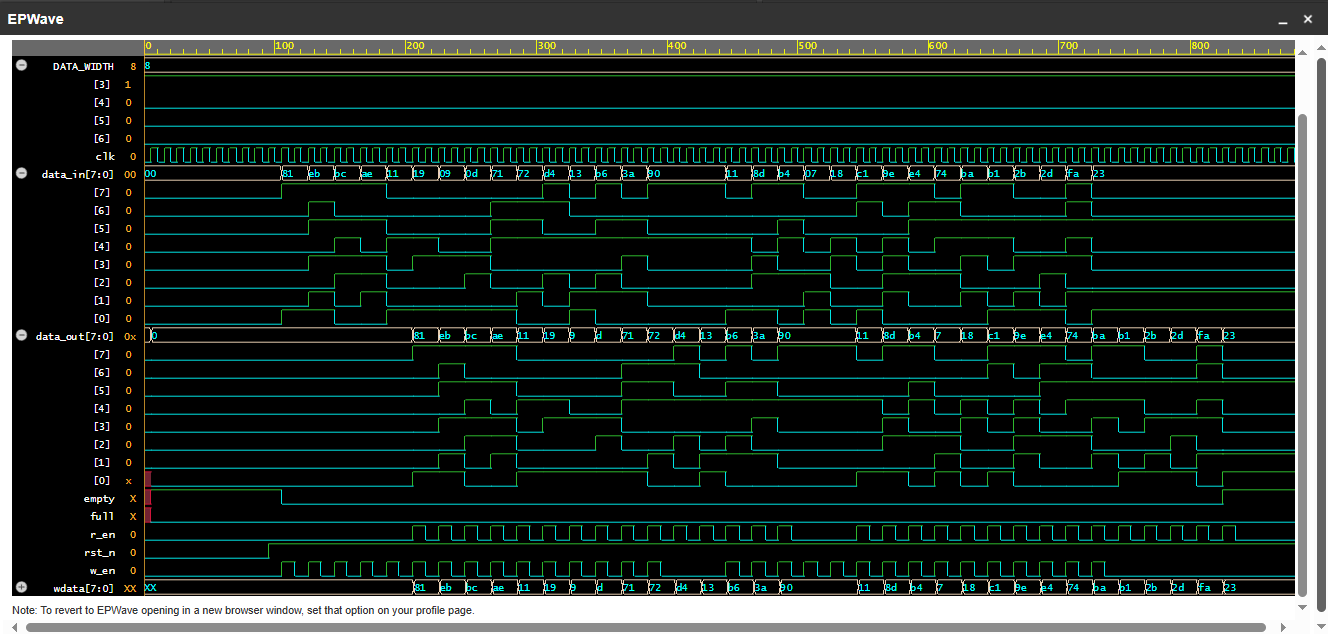 EPWave
0 100 200 300 400 500 600 700 800
DATA_WIDTH 8 8
[3] 1
[4] 0
[5] 0
[6] 0
clk 0
data_in[7:0] 00 00 81 eb bc ae 11 19 09 0d 71 72 d4 13 b6 3a 90 11 8d b4 07 18 c1 9e e4 74 ba b1 2b 2d fa 23
[7] 0
[6] 0
[5] 0
[4] 0
[3] 0
[2] 0
[1] 0
[0] 0
data_out[7:0] 0x 0 81 eb bc ae 11 19 9 d 71 72 d4 13 b6 3a 90 11 8d b4 7 18 c1 9e e4 74 ba b1 2b 2d fa 23
[7] 0
[6] 0
[5] 0
[4] 0
[3] 0
[2] 0
[1] 0
[0] x
empty X
full X
r_en 0
rst_n 0
w_en 0
wdata[7:0] XX XX 81 eb bc ae 11 19 9 d 71 72 d4 13 b6 3a 90 11 8d b4 7 18 c1 9e e4 74 ba b1 2b 2d fa 23
Note: To revert to EPWave opening in a new browser window, set that option on your profile page.